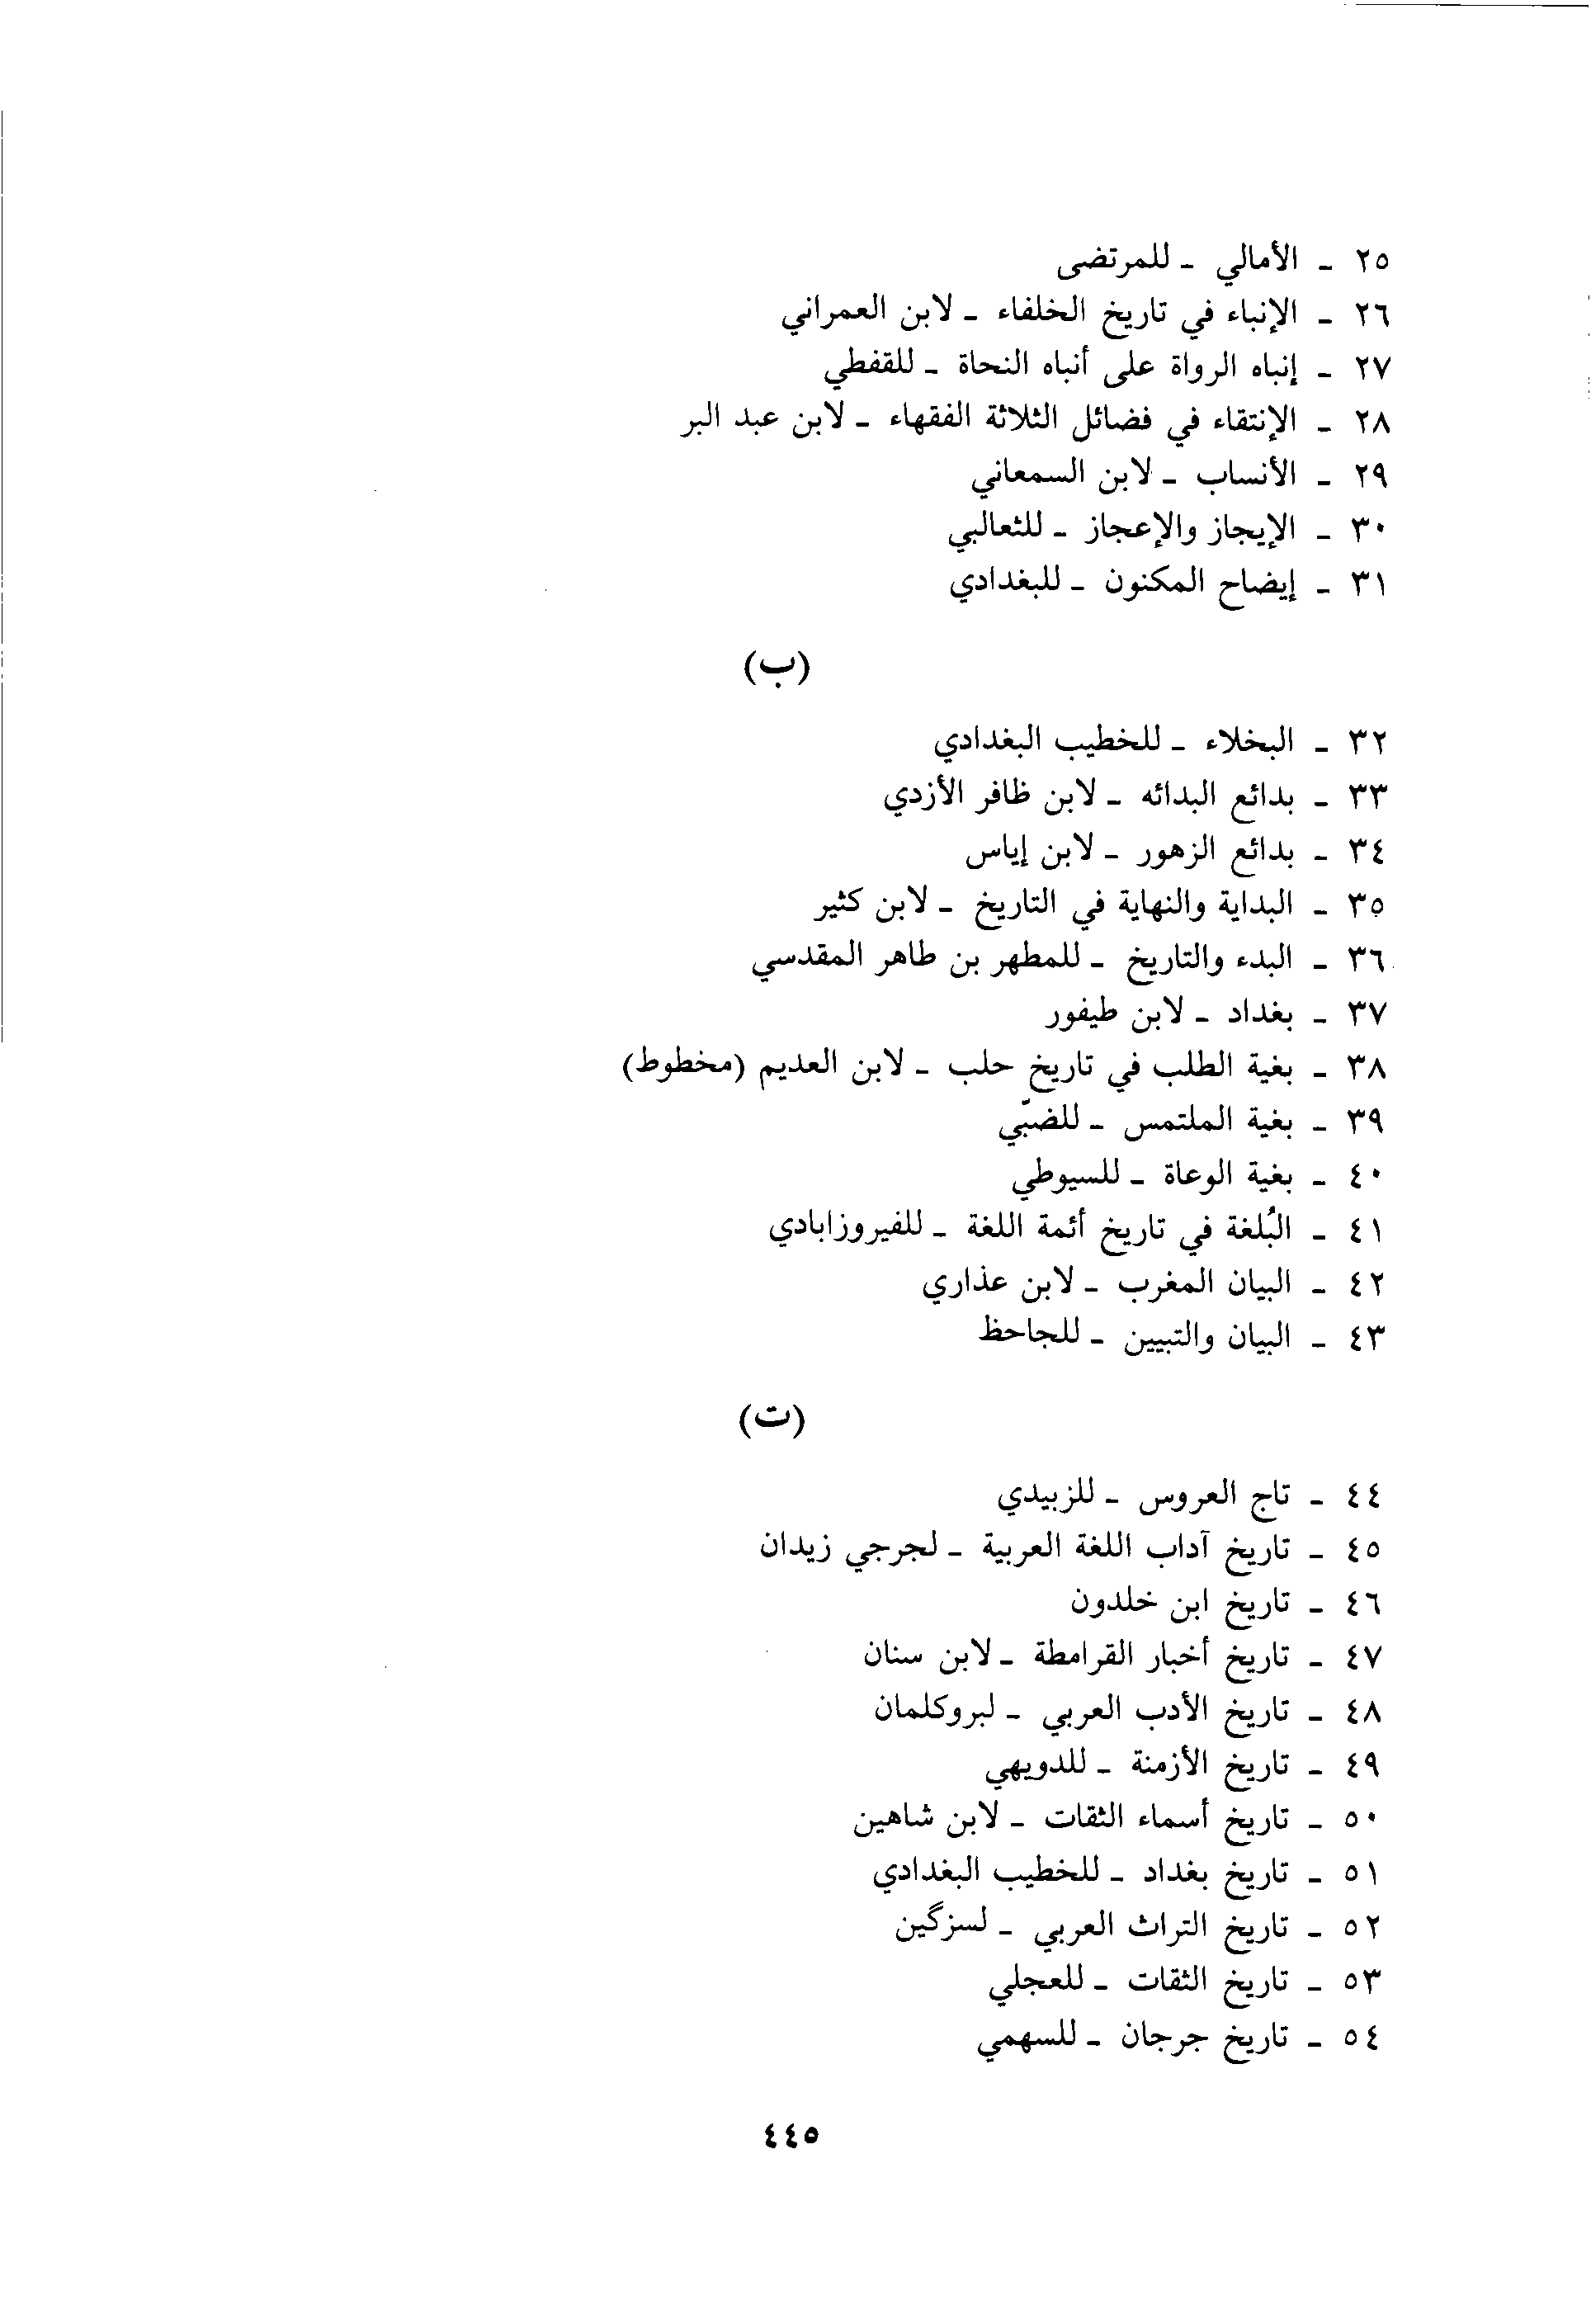 ٢٥ - الأمالي - للمرتضى
٢٦ - الإنباء في تاريخ الخلفاء - لابن العمراني
٢٧ - إنباه الرواة على أنباه النحاة - للقفطي
٢٨ - الإنتقاء في فضائل الثلاثة الفقهاء - لابن عبد البر
٢٩ - الأنساب - لابن السمعاني
٣٠ - الإيجاز والإعجاز - للثعالبي
٣١ - إيضاح المكنون - للبغدادي
(ب)
٣٢ - البخلاء - للخطيب البغدادي
٣٣ - بدائع البدائه - لابن ظافر الأزدي
٣٤ - بدائع الزهور - لابن إياس
٣٥ - البداية والنهاية في التاريخ - لابن كثير
٣٦ - البدء والتاريخ - للمطهر بن طاهر المقدسي
٣٧ - بغداد - لابن طيفور
٣٨ - بغية الطلب في تاريخ حلب - لابن العديم (مخطوط)
٣٩ - بغية الملتمس - للضبّي
٤٠ - بغية الوعاة - للسيوطي
٤١ - البُلغة في تاريخ أئمة اللغة - للفيروزابادي
٤٢ - البيان المغرب - لابن عذاري
٤٣ - البيان والتبيين - للجاحظ
(ت)
٤٤ - تاج العروس - للزبيدي
٤٥ - تاريخ آداب اللغة العربية - لجرجي زيدان
٤٦ - تاريخ ابن خلدون
٤٧ - تاريخ أخبار القرامطة - لابن سنان
٤٨ - تاريخ الأدب العربي - لبروكلمان
٤٩ - تاريخ الأزمنة - للدويهي
٥٠ - تاريخ أسماء الثقات - لابن شاهين
٥١ - تاريخ بغداد - للخطيب البغدادي
٥٢ - تاريخ التراث العربي - لسزگين
٥٣ - تاريخ الثقات - للعجلي
٥٤ - تاريخ جرجان - للسهمي
٤٤٥